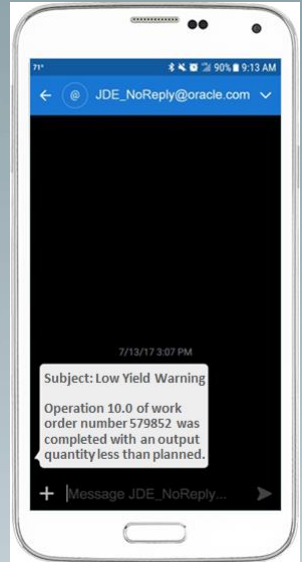 71° 90% 9:13 AM
@ JDE_NoReply@oracle.com
7/13/17 3:07 PM
Subject: Low Yield Warning
Operation 10.0 of work
order number 579852 was
completed with an output
quantity less than planned.
+ Message JDE_NoReply...